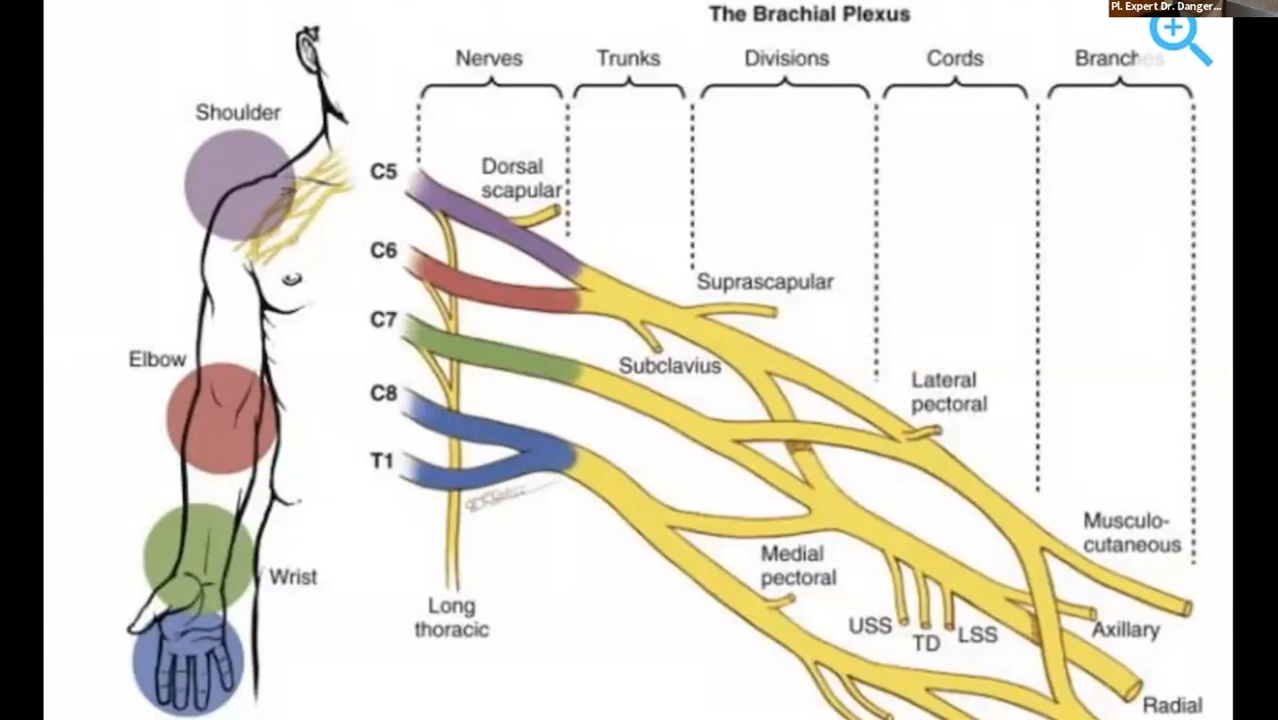 Pl. Expert Dr. Danger...
The Brachial Plexus
Nerves
Trunks
Divisions
Cords
Branches
Shoulder
Elbow
Wrist
C5
C6
C7
C8
T1
Dorsal
scapular
Suprascapular
Subclavius
Lateral
pectoral
Musculo-
cutaneous
Medial
pectoral
Long
thoracic
USS
TD
LSS
Axillary
Radial